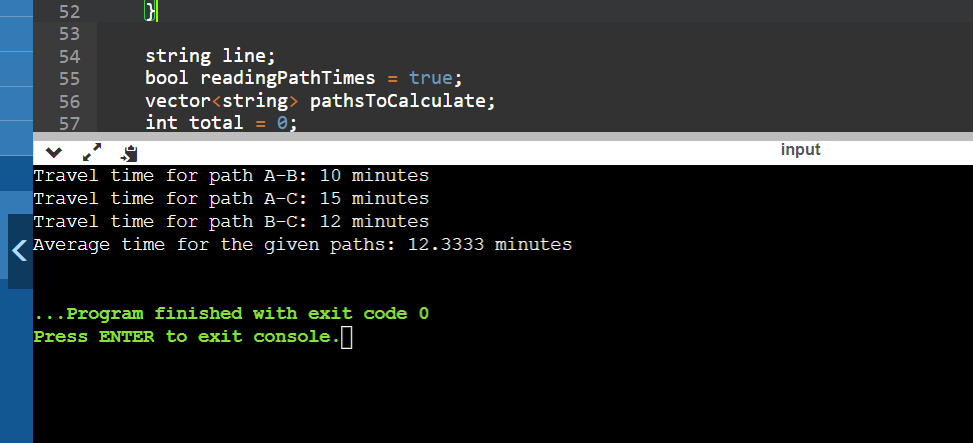 52 }
53
54 string line;
55 bool readingPathTimes = true;
56 vector<string> pathsToCalculate;
57 int total = 0;
input
Travel time for path A-B: 10 minutes
Travel time for path A-C: 15 minutes
Travel time for path B-C: 12 minutes
Average time for the given paths: 12.3333 minutes
...Program finished with exit code 0
Press ENTER to exit console.